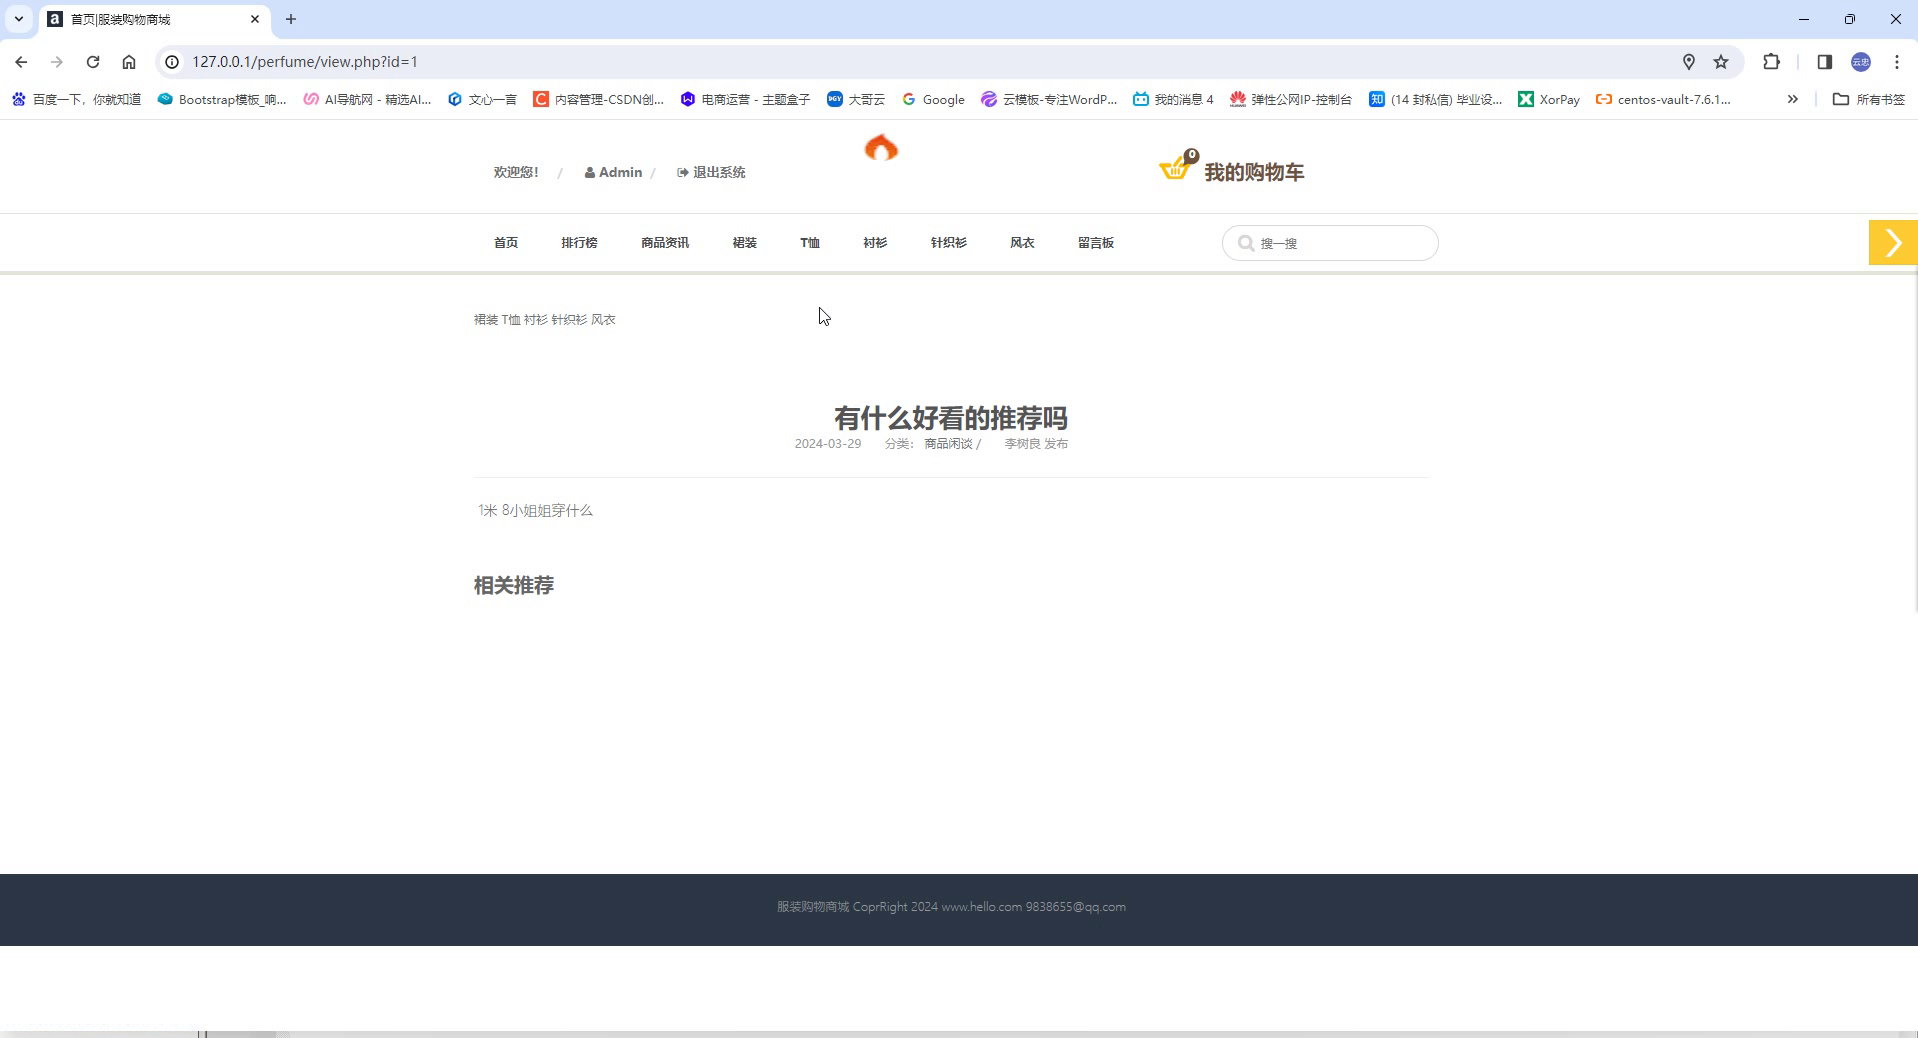 首页|服装购物商城
127.0.0.1/perfume/view.php?id=1
百度一下，你就知道 Bootstrap模板_响... AI导航网 - 精选AI... 文心一言 内容管理-CSDN创... 电商运营 - 主题盒子 大哥云 Google 云模板-专注WordP... 我的消息 4 弹性公网IP-控制台 (14 封私信) 毕业设... XorPay centos-vault-7.6.1... » 所有书签
欢迎您！ / Admin / 退出系统 0 我的购物车
首页 排行榜 商品资讯 裙装 T恤 衬衫 针织衫 风衣 留言板 搜一搜
裙装 T恤 衬衫 针织衫 风衣
有什么好看的推荐吗
2024-03-29 分类： 商品闲谈 / 李树良 发布
1米 8小姐姐穿什么
相关推荐
服装购物商城 CoprRight 2024 www.hello.com 9838655@qq.com